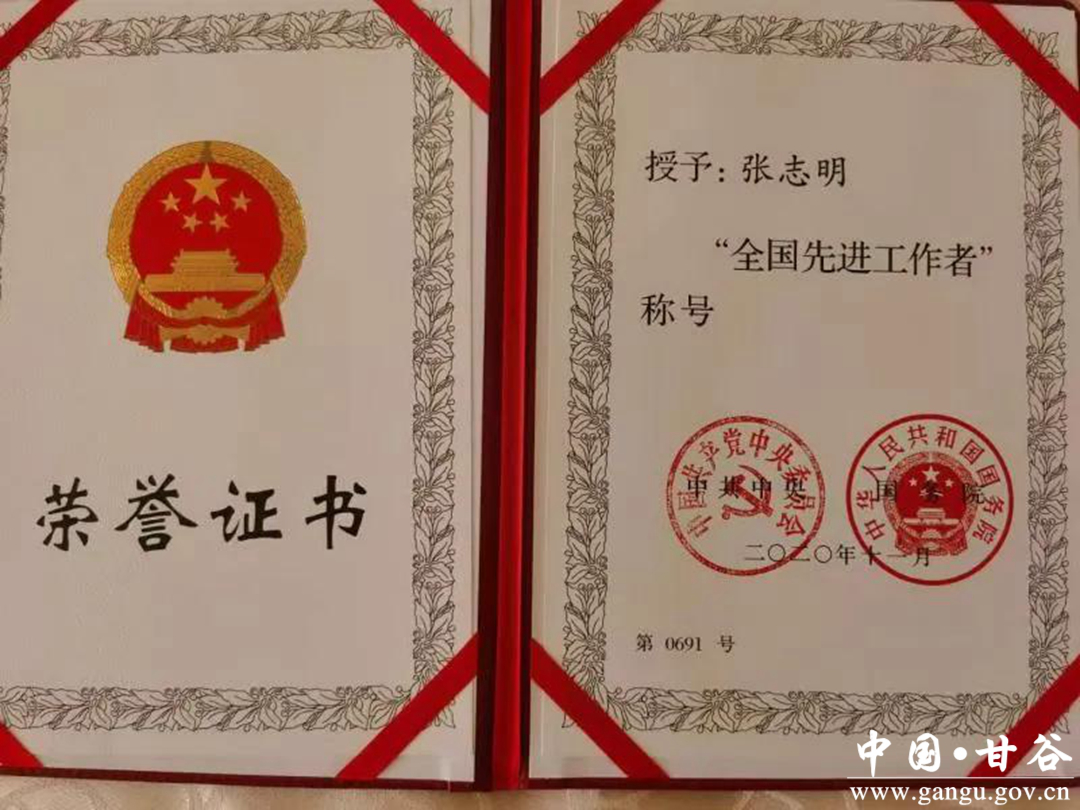 荣誉证书
授予：张志明
“全国先进工作者”
称号
中国共产党中央委员会
中共中央
中华人民共和国国务院
国务院
二〇二〇年十一月
第 0691 号
中国·甘谷
www.gangu.gov.cn